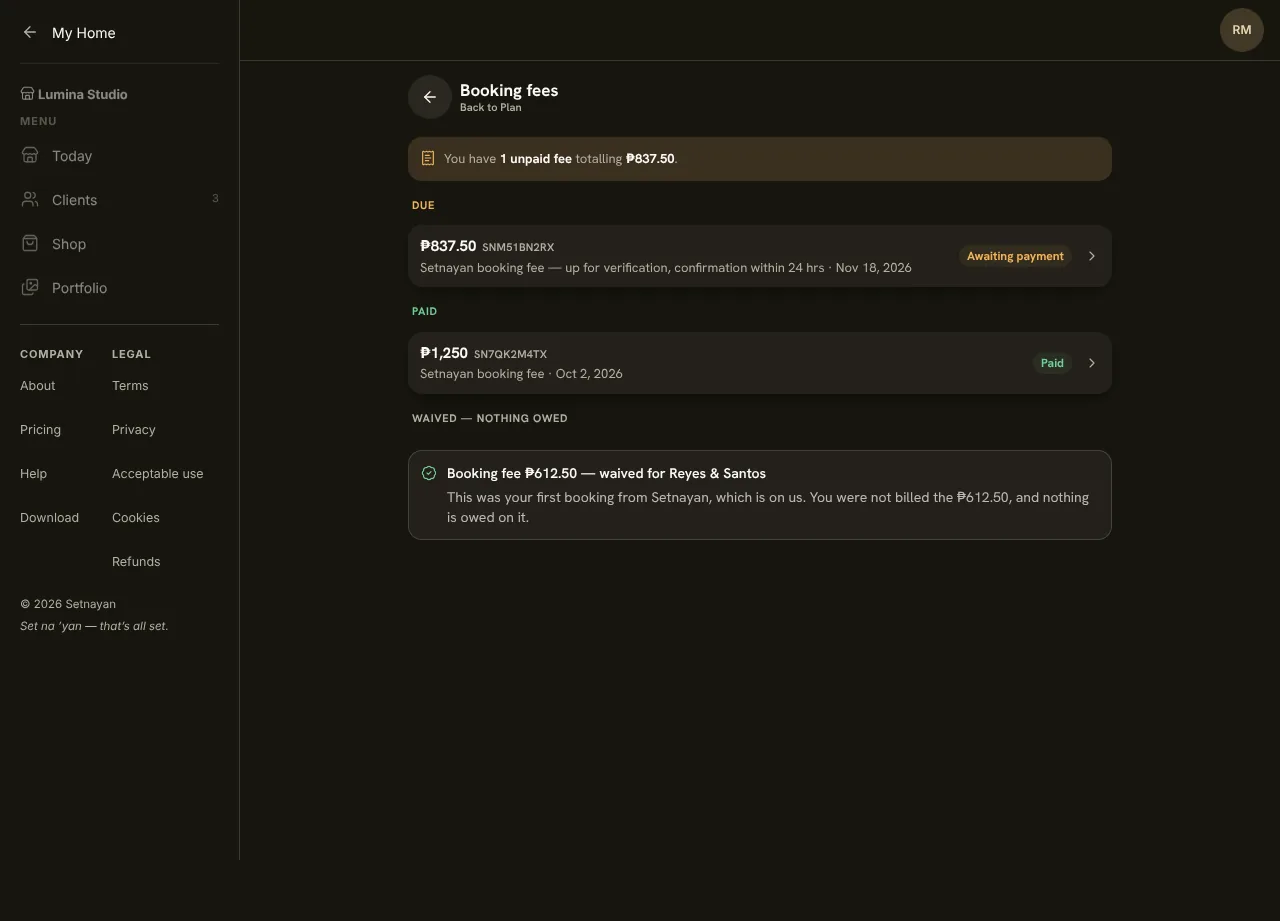 My Home
RM
Lumina Studio
MENU
Today
Clients 3
Shop
Portfolio
COMPANY LEGAL
About Terms
Pricing Privacy
Help Acceptable use
Download Cookies
Refunds
© 2026 Setnayan
Set na ’yan — that’s all set.
Booking fees
Back to Plan
You have 1 unpaid fee totalling ₱837.50.
DUE
₱837.50 SNM51BN2RX
Setnayan booking fee — up for verification, confirmation within 24 hrs · Nov 18, 2026
Awaiting payment
PAID
₱1,250 SN7QK2M4TX
Setnayan booking fee · Oct 2, 2026
Paid
WAIVED — NOTHING OWED
Booking fee ₱612.50 — waived for Reyes & Santos
This was your first booking from Setnayan, which is on us. You were not billed the ₱612.50, and nothing
is owed on it.